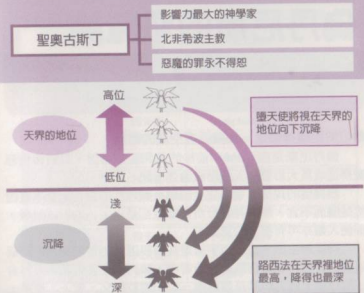 聖奧古斯丁
影響力最大的神學家
北非希波主教
惡魔的罪永不得恕
高位
天界的地位
低位
墮天使將視在天界的
地位向下沉降
淺
沉降
深
路西法在天界裡地位
最高，降得也最深